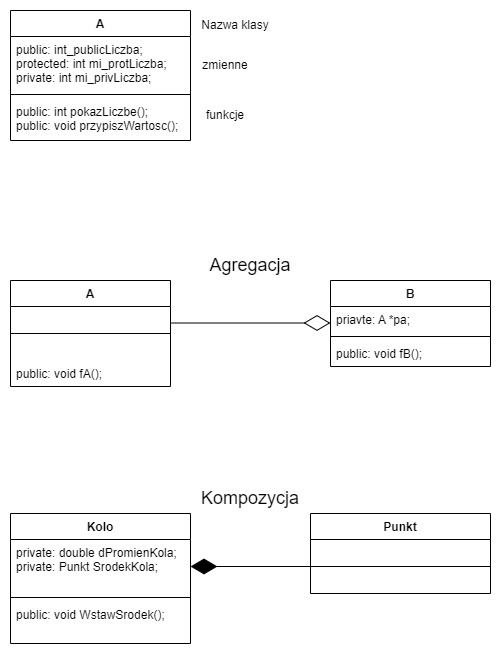 A
Nazwa klasy
public: int_publicLiczba;
protected: int mi_protLiczba;
private: int mi_privLiczba;
zmienne
public: int pokazLiczbe();
public: void przypiszWartosc();
funkcje
Agregacja
A
public: void fA();
B
priavte: A *pa;
public: void fB();
Kompozycja
Kolo
private: double dPromienKola;
private: Punkt SrodekKola;
public: void WstawSrodek();
Punkt